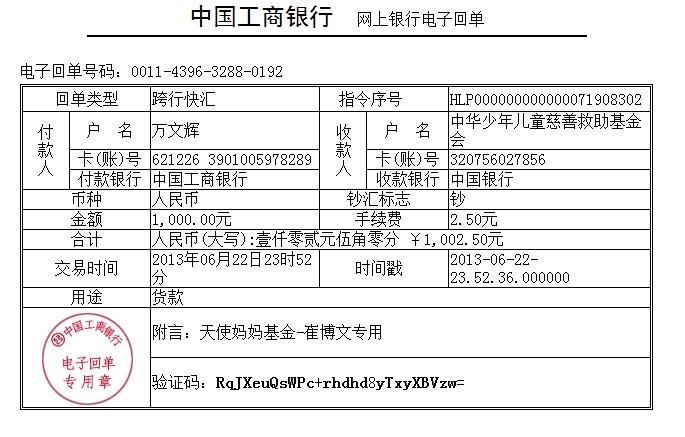 中国工商银行 网上银行电子回单
电子回单号码：0011-4396-3288-0192
回单类型 跨行快汇 指令序号 HLP000000000000071908302
付款人 户 名 万文辉 收款人 户 名 中华少年儿童慈善救助基金
会
卡(账)号 621226 3901005978289 卡(账)号 320756027856
付款银行 中国工商银行 收款银行 中国银行
币种 人民币 钞汇标志 钞
金额 1,000.00元 手续费 2.50元
合计 人民币(大写):壹仟零贰元伍角零分 ￥1,002.50元
交易时间 2013年06月22日23时52
分 时间戳 2013-06-22-
23.52.36.000000
用途 货款
中国工商银行
电子回单
专用章
附言：天使妈妈基金-崔博文专用
验证码：RqJXeuQsWPc+rhdhd8yTxyXBVzw=